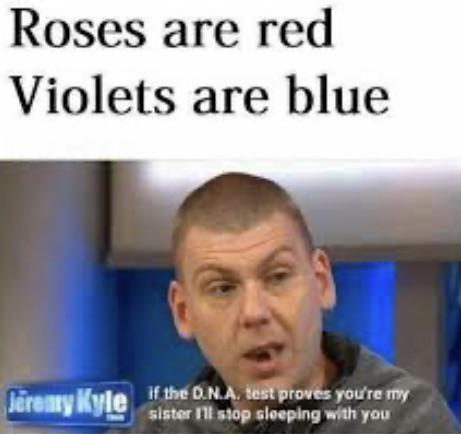 Roses are red
Violets are blue
Jeremy Kyle
if the D.N.A. test proves you're my
sister I'll stop sleeping with you